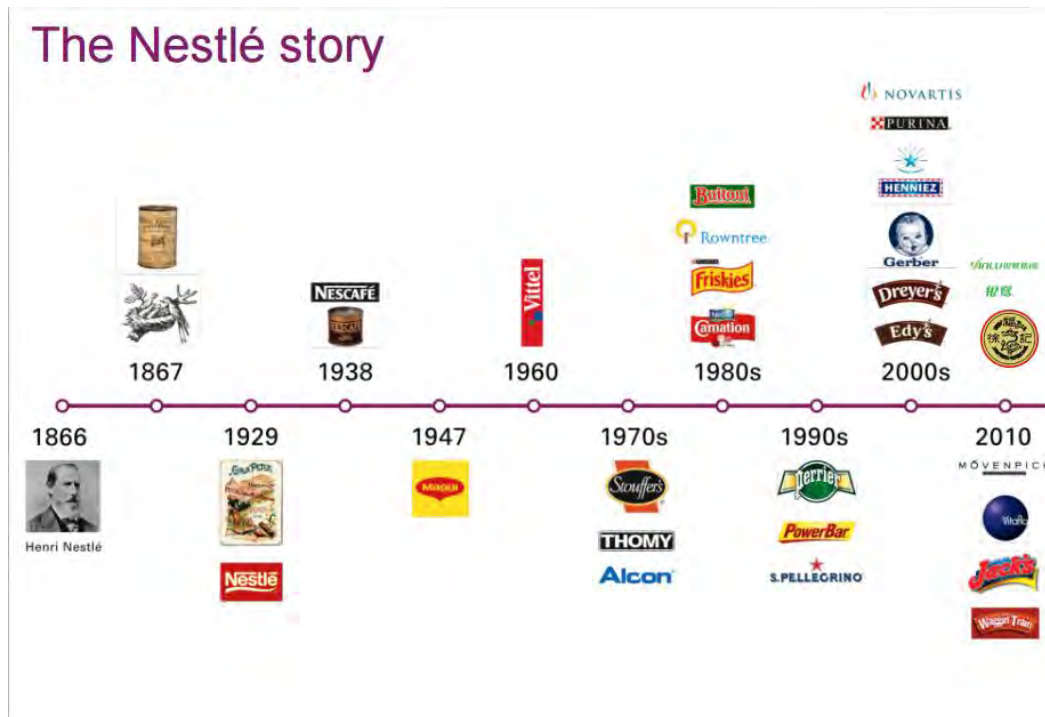 The Nestlé story
NOVARTIS
PURINA
HENNIEZ
Buitoni
Rowntree
Gerber
NESCAFÉ
Vittel
Friskies
Dreyer's
Carnation
Edy's
徐 記
1867
1938
1960
1980s
2000s
1866
1929
1947
1970s
1990s
2010
Henri Nestlé
MAGGI
Stouffer's
perrier
MÖVENPICK
Nestlé
THOMY
PowerBar
Alcon
S.PELLEGRINO
Jack's
Wagon Train